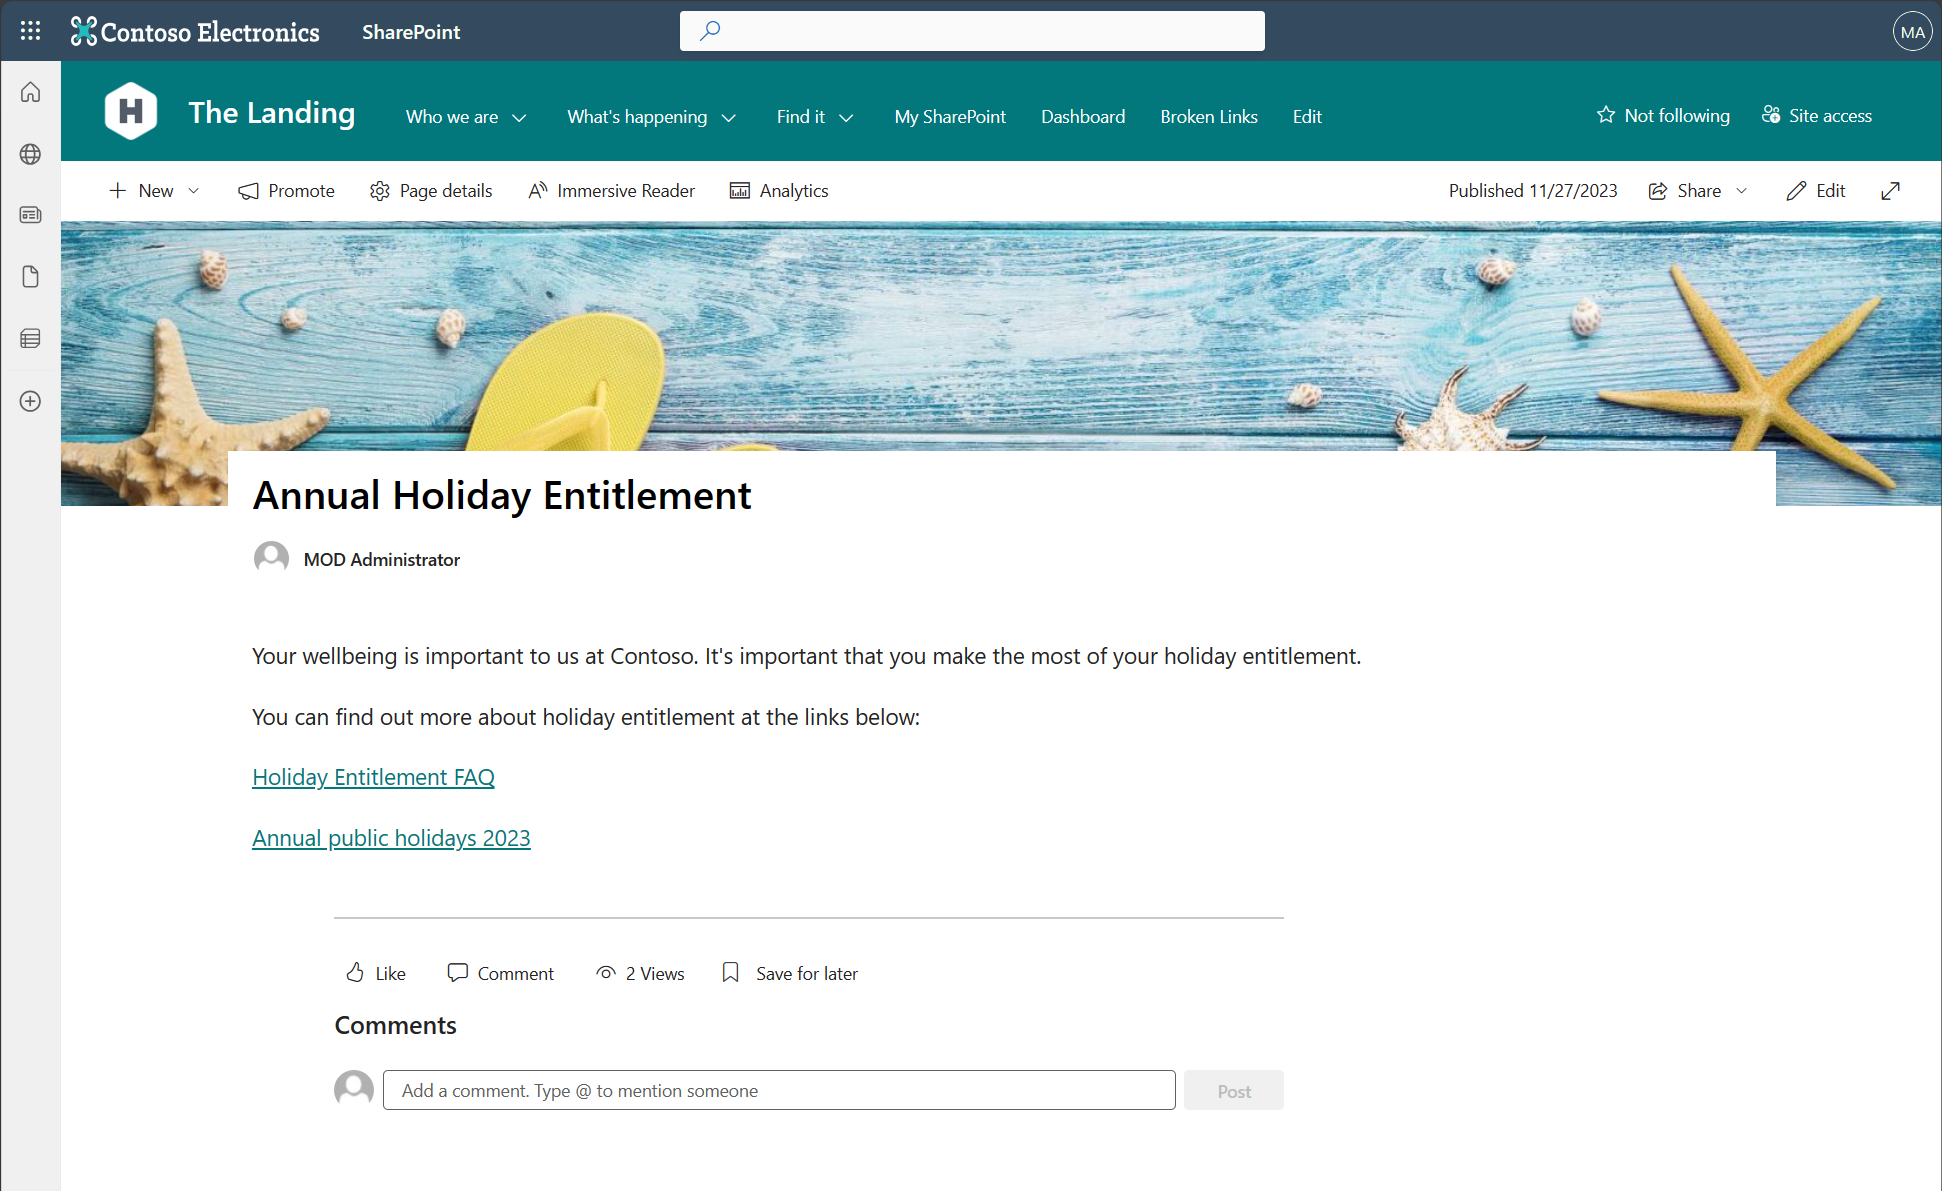 Contoso Electronics SharePoint MA
H The Landing Who we are What's happening Find it My SharePoint Dashboard Broken Links Edit Not following Site access
New Promote Page details Immersive Reader Analytics Published 11/27/2023 Share Edit
Annual Holiday Entitlement
MOD Administrator
Your wellbeing is important to us at Contoso. It's important that you make the most of your holiday entitlement.
You can find out more about holiday entitlement at the links below:
Holiday Entitlement FAQ
Annual public holidays 2023
Like Comment 2 Views Save for later
Comments
Add a comment. Type @ to mention someone Post